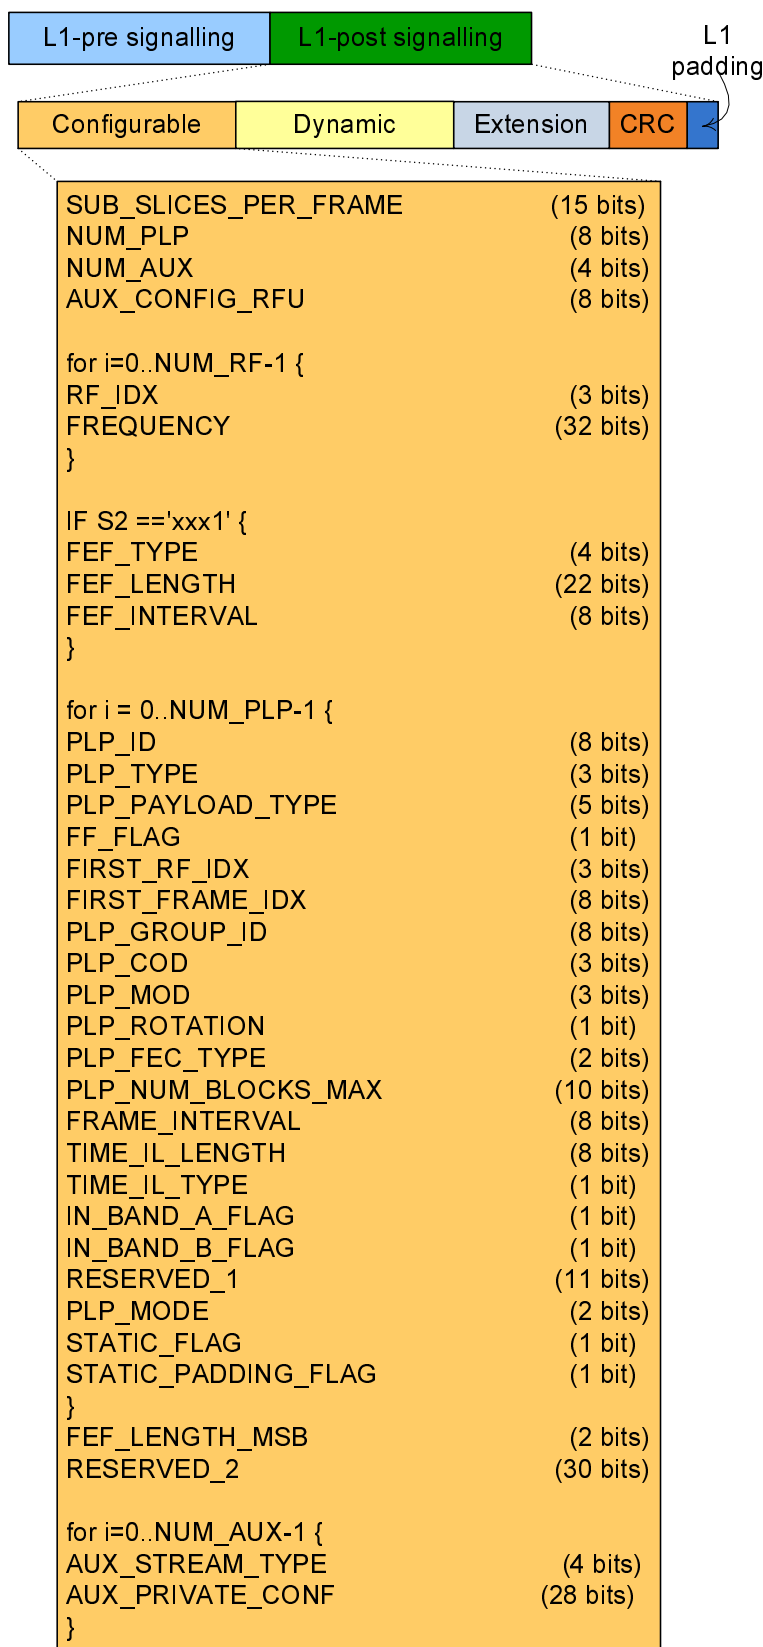 L1-pre signalling L1-post signalling
L1
padding
Configurable Dynamic Extension CRC
SUB_SLICES_PER_FRAME (15 bits)
NUM_PLP (8 bits)
NUM_AUX (4 bits)
AUX_CONFIG_RFU (8 bits)
for i=0..NUM_RF-1 {
RF_IDX (3 bits)
FREQUENCY (32 bits)
}
IF S2 =='xxx1' {
FEF_TYPE (4 bits)
FEF_LENGTH (22 bits)
FEF_INTERVAL (8 bits)
}
for i = 0..NUM_PLP-1 {
PLP_ID (8 bits)
PLP_TYPE (3 bits)
PLP_PAYLOAD_TYPE (5 bits)
FF_FLAG (1 bit)
FIRST_RF_IDX (3 bits)
FIRST_FRAME_IDX (8 bits)
PLP_GROUP_ID (8 bits)
PLP_COD (3 bits)
PLP_MOD (3 bits)
PLP_ROTATION (1 bit)
PLP_FEC_TYPE (2 bits)
PLP_NUM_BLOCKS_MAX (10 bits)
FRAME_INTERVAL (8 bits)
TIME_IL_LENGTH (8 bits)
TIME_IL_TYPE (1 bit)
IN_BAND_A_FLAG (1 bit)
IN_BAND_B_FLAG (1 bit)
RESERVED_1 (11 bits)
PLP_MODE (2 bits)
STATIC_FLAG (1 bit)
STATIC_PADDING_FLAG (1 bit)
}
FEF_LENGTH_MSB (2 bits)
RESERVED_2 (30 bits)
for i=0..NUM_AUX-1 {
AUX_STREAM_TYPE (4 bits)
AUX_PRIVATE_CONF (28 bits)
}